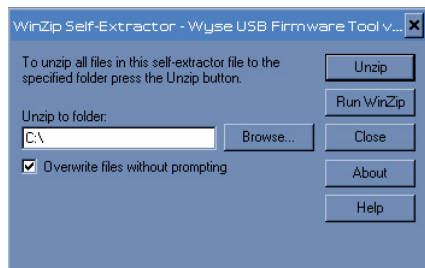 WinZip Self-Extractor - Wyse USB Firmware Tool v...
To unzip all files in this self-extractor file to the
specified folder press the Unzip button.
Unzip to folder:
C:\
Browse...
Overwrite files without prompting
Unzip
Run WinZip
Close
About
Help